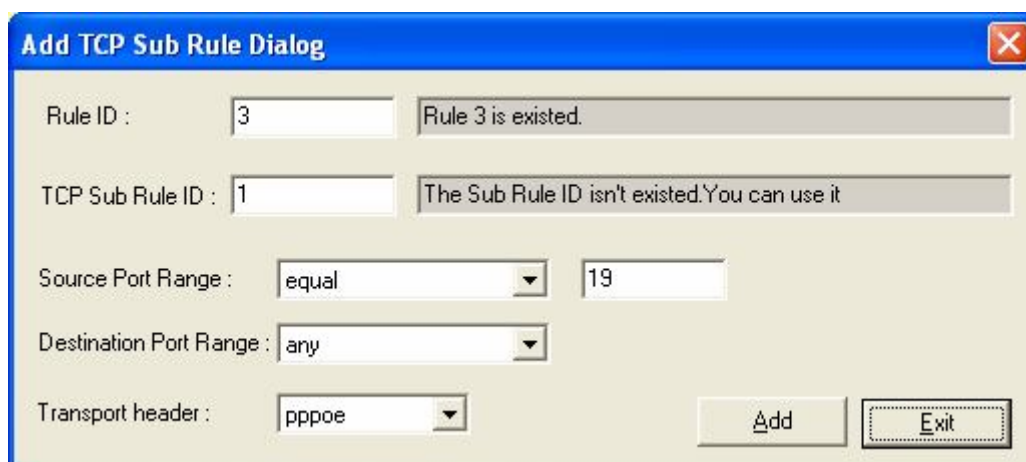 Add TCP Sub Rule Dialog
Rule ID : 3 Rule 3 is existed.
TCP Sub Rule ID : 1 The Sub Rule ID isn't existed.You can use it
Source Port Range : equal 19
Destination Port Range : any
Transport header : pppoe Add Exit